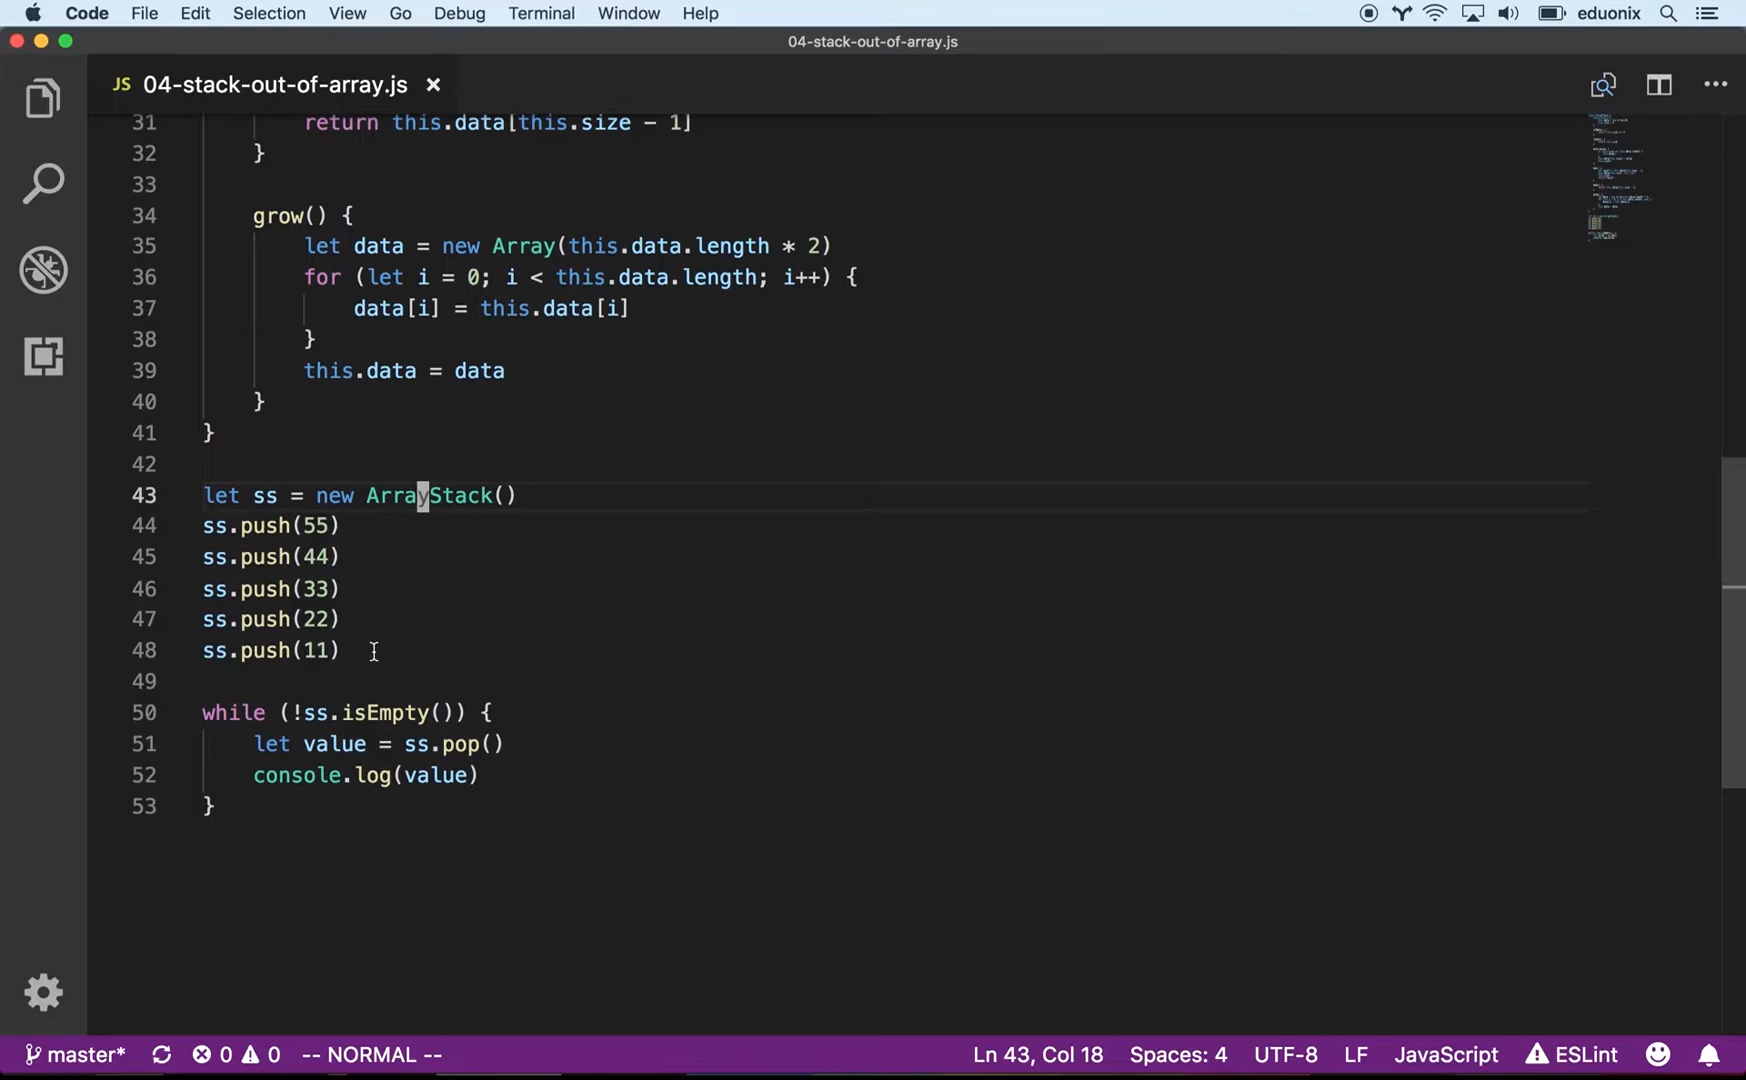 Code File Edit Selection View Go Debug Terminal Window Help eduonix
04-stack-out-of-array.js
JS 04-stack-out-of-array.js
31 return this.data[this.size - 1]
32 }
33
34 grow() {
35 let data = new Array(this.data.length * 2)
36 for (let i = 0; i < this.data.length; i++) {
37 data[i] = this.data[i]
38 }
39 this.data = data
40 }
41 }
42
43 let ss = new ArrayStack()
44 ss.push(55)
45 ss.push(44)
46 ss.push(33)
47 ss.push(22)
48 ss.push(11)
49
50 while (!ss.isEmpty()) {
51 let value = ss.pop()
52 console.log(value)
53 }
master* 0 0 -- NORMAL -- Ln 43, Col 18 Spaces: 4 UTF-8 LF JavaScript ESLint